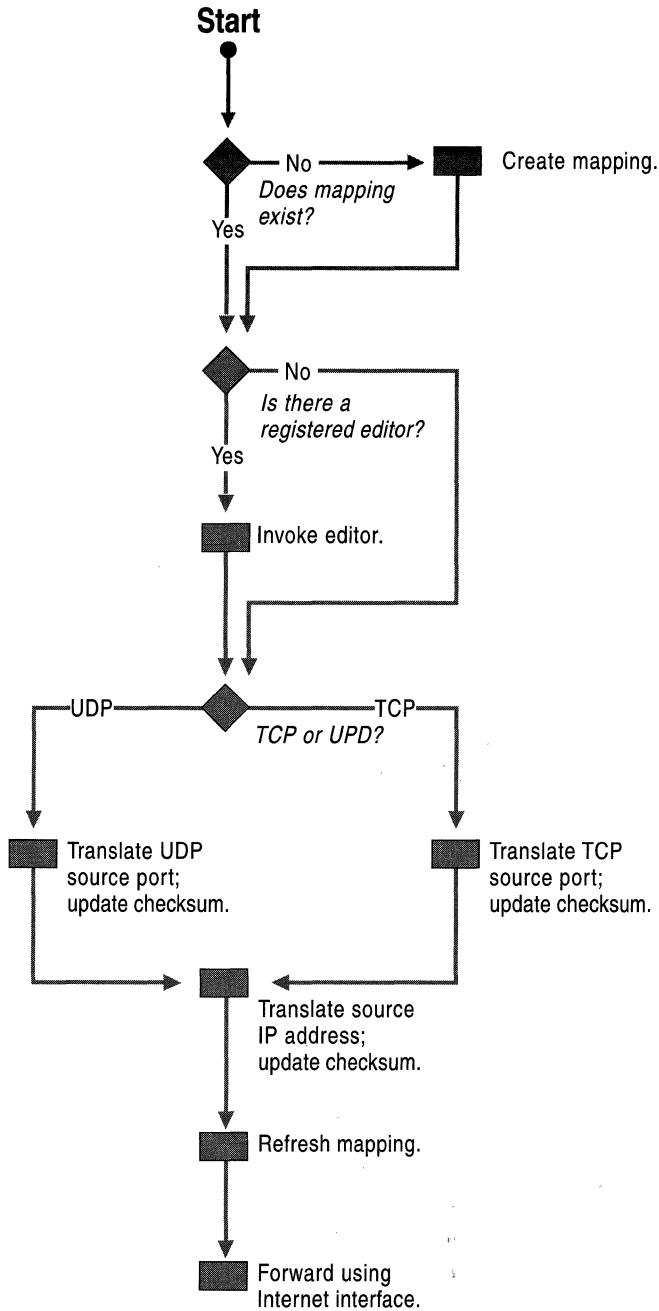 Start
No
Create mapping.
Does mapping
exist?
Yes
No
Is there a
registered editor?
Yes
Invoke editor.
UDP
TCP
TCP or UPD?
Translate UDP
source port;
update checksum.
Translate TCP
source port;
update checksum.
Translate source
IP address;
update checksum.
Refresh mapping.
Forward using
Internet interface.